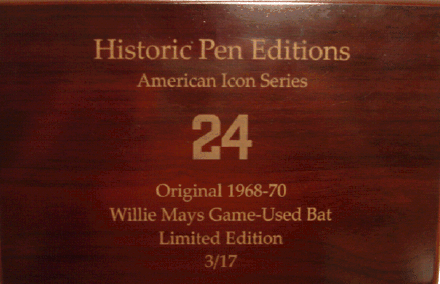 Historic Pen Editions
American Icon Series
24
Original 1968-70
Willie Mays Game-Used Bat
Limited Edition
3/17